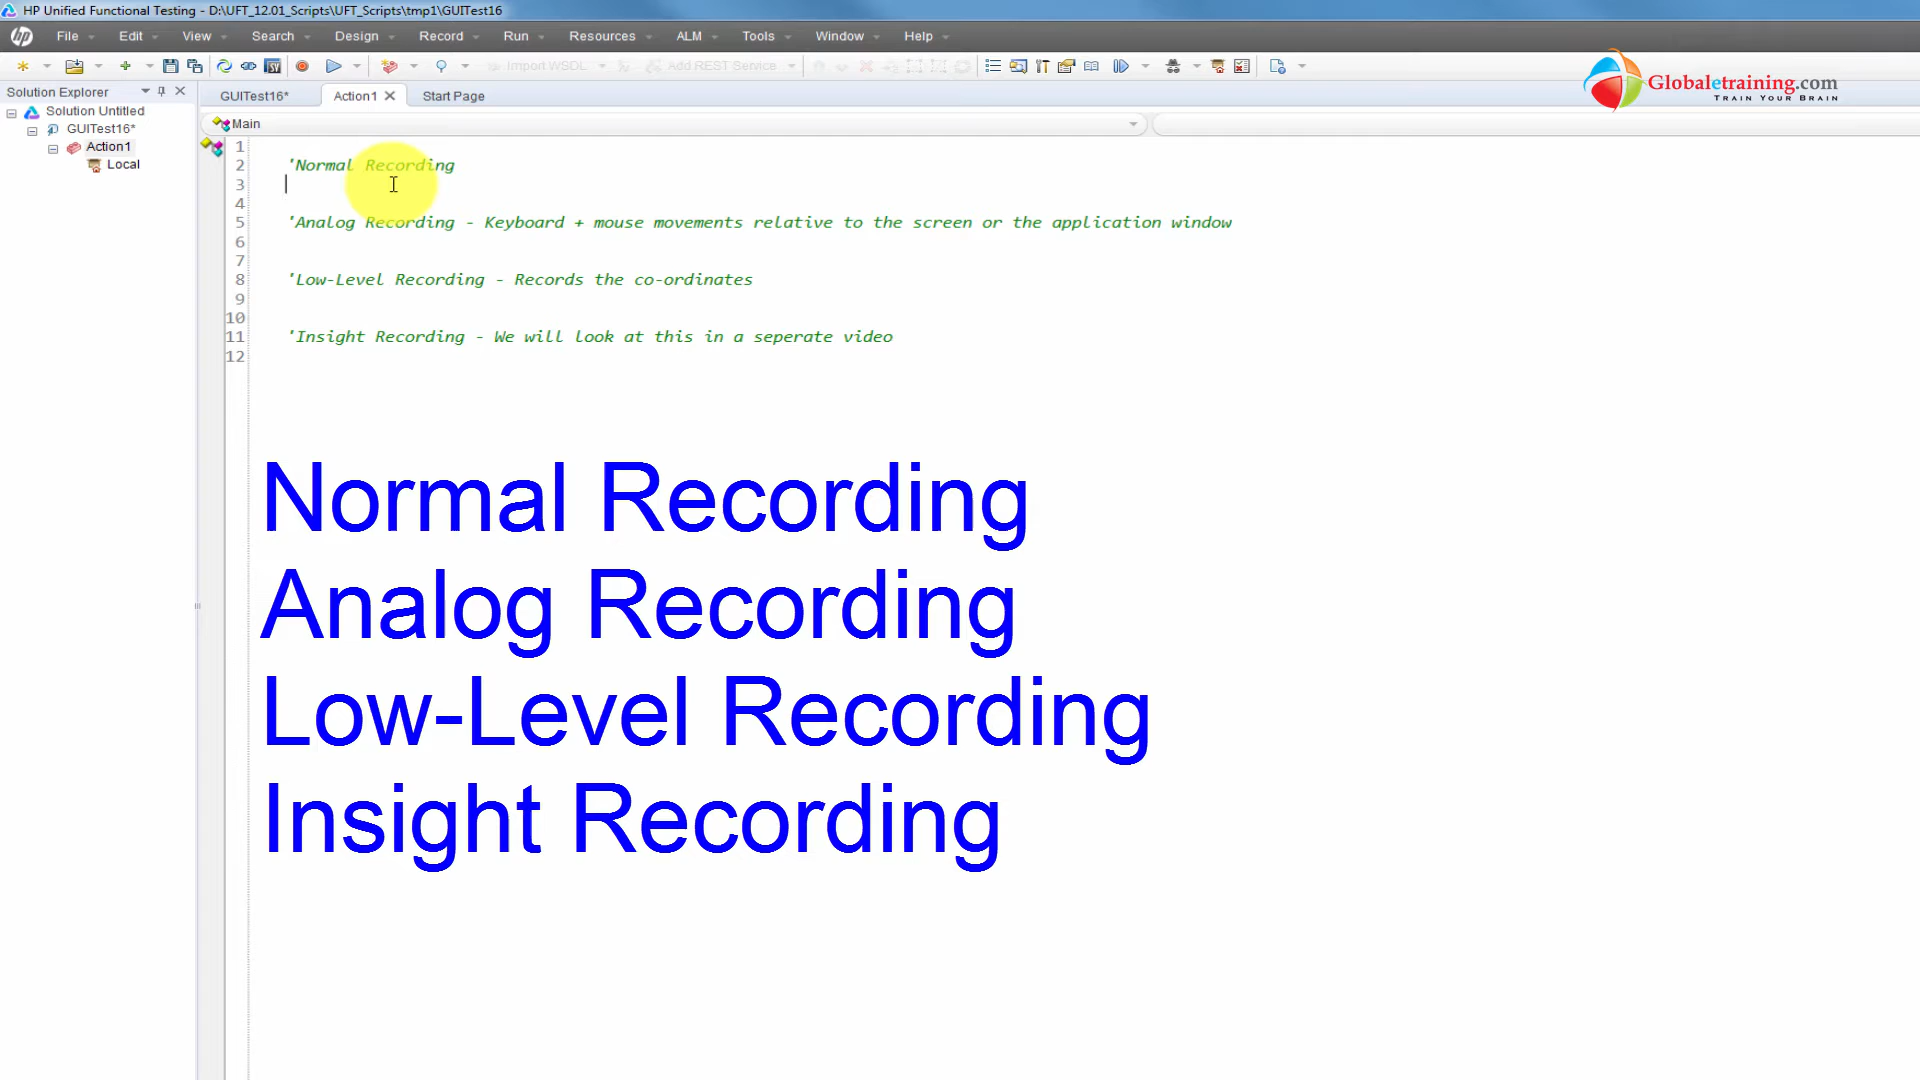 HP Unified Functional Testing - D:\UFT_12.01_Scripts\UFT_Scripts\tmp1\GUITest16
hp File Edit View Search Design Record Run Resources ALM Tools Window Help
Import WSDL Add REST Service
Globaletraining.com
TRAIN YOUR BRAIN
Solution Explorer
GUITest16* Action1 Start Page
Solution Untitled
GUITest16*
Action1
Local
Main
1
2 'Normal Recording
3
4
5 'Analog Recording - Keyboard + mouse movements relative to the screen or the application window
6
7
8 'Low-Level Recording - Records the co-ordinates
9
10
11 'Insight Recording - We will look at this in a seperate video
12
Normal Recording
Analog Recording
Low-Level Recording
Insight Recording